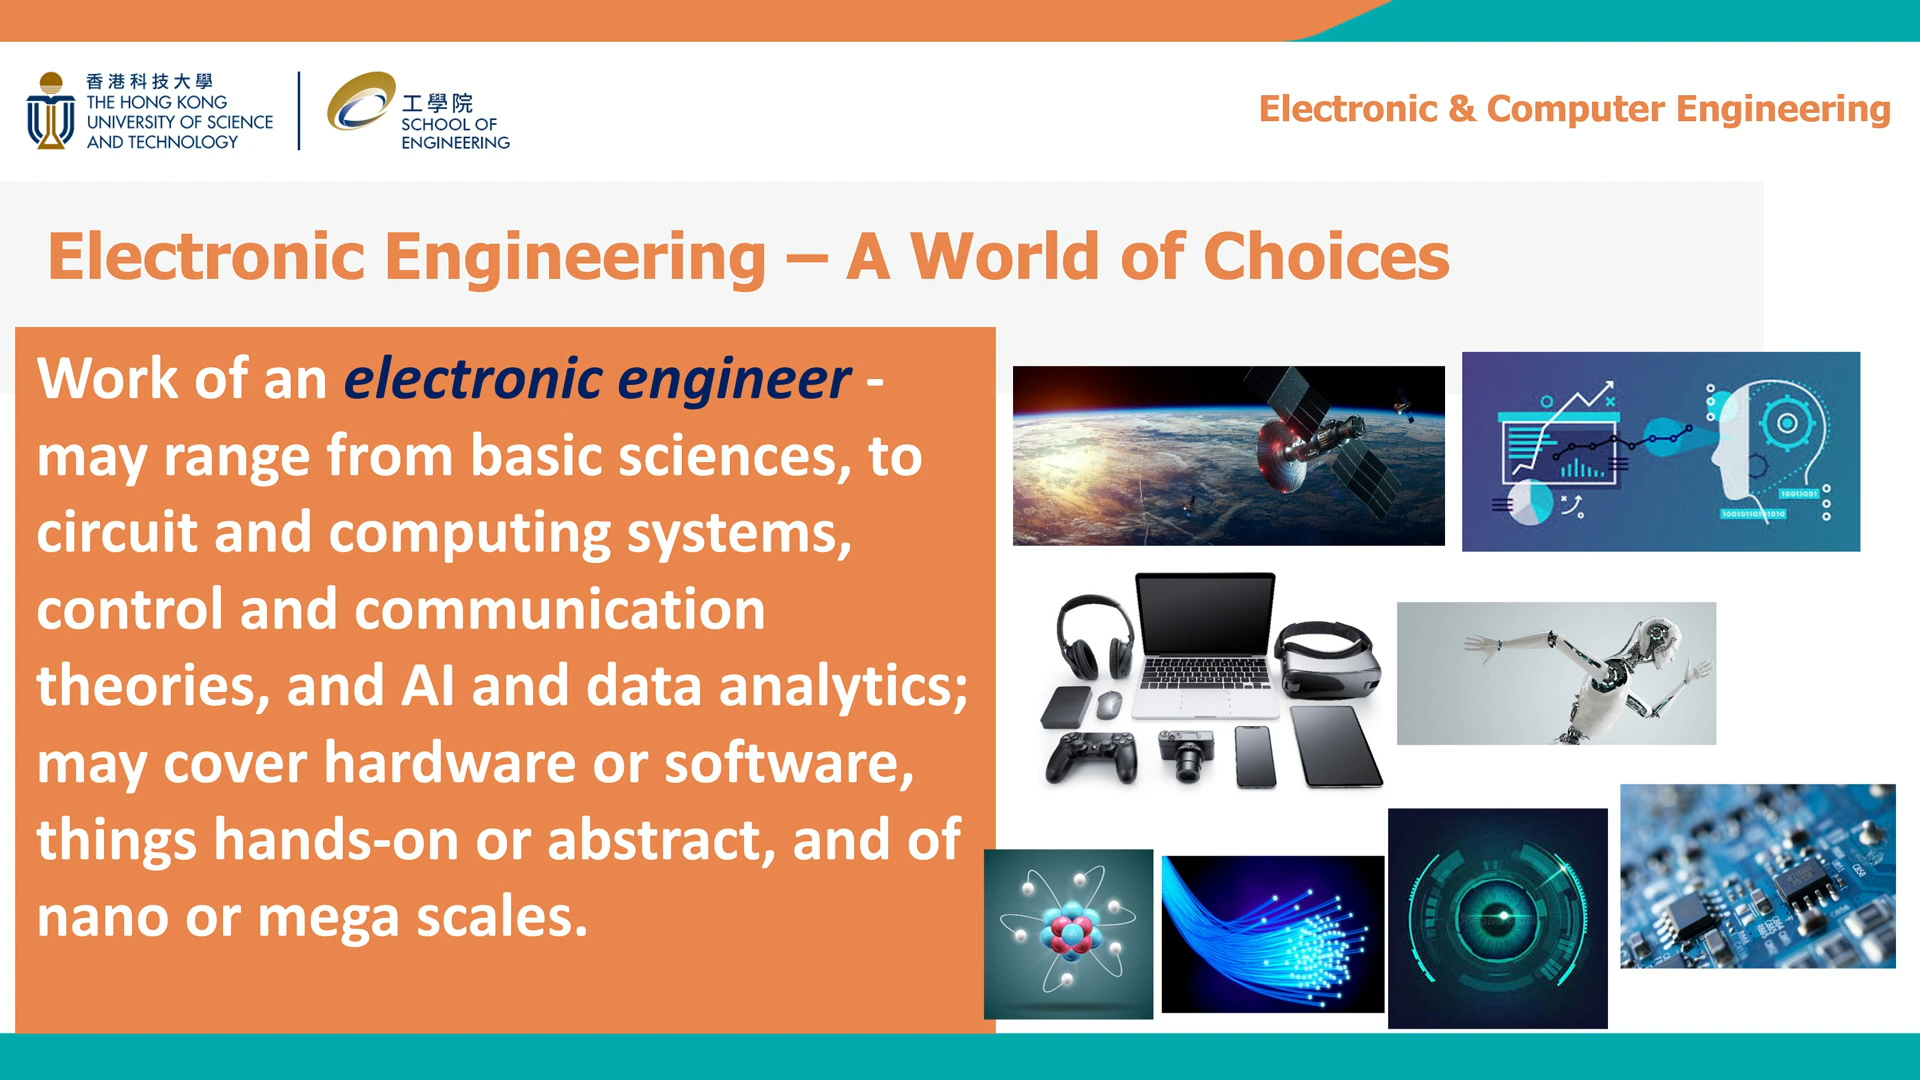 香港科技大學
THE HONG KONG
UNIVERSITY OF SCIENCE
AND TECHNOLOGY
工學院
SCHOOL OF
ENGINEERING
Electronic & Computer Engineering
Electronic Engineering – A World of Choices
Work of an electronic engineer -
may range from basic sciences, to
circuit and computing systems,
control and communication
theories, and AI and data analytics;
may cover hardware or software,
things hands-on or abstract, and of
nano or mega scales.
10011001